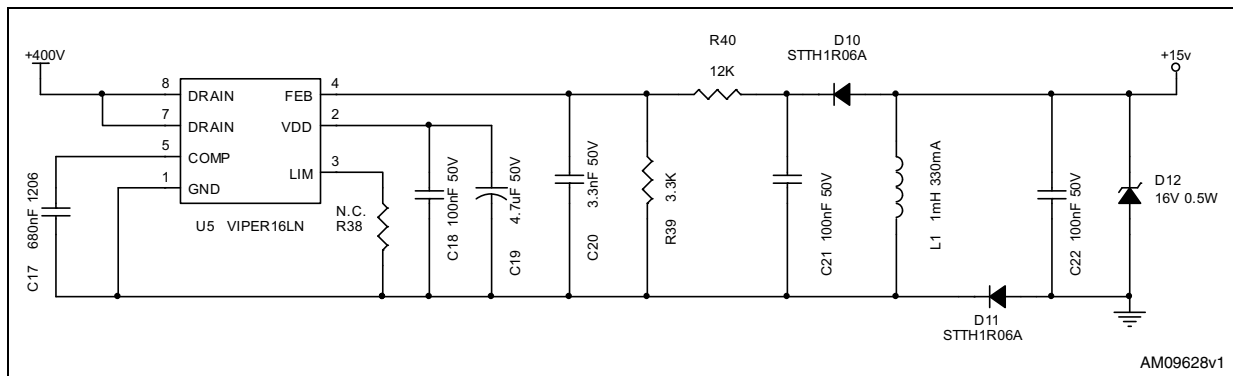 +400V
R40
12K
D10
STTH1R06A
+15v
8
DRAIN
FEB
4
7
DRAIN
VDD
2
5
COMP
LIM
3
1
GND
U5 VIPER16LN
C17 680nF 1206
N.C.
R38
C18 100nF 50V
C19 4.7uF 50V
C20 3.3nF 50V
R39 3.3K
C21 100nF 50V
L1 1mH 330mA
C22 100nF 50V
D12
16V 0.5W
D11
STTH1R06A
AM09628v1